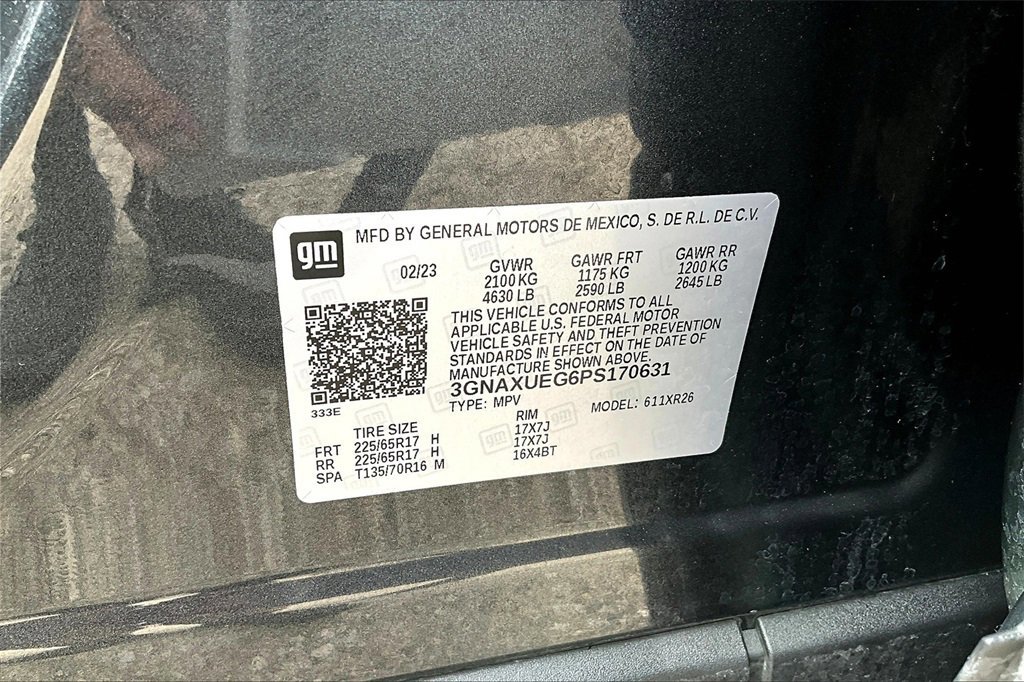 gm MFD BY GENERAL MOTORS DE MEXICO, S. DE R.L. DE C.V.
02/23 GVWR GAWR FRT GAWR RR
2100 KG 1175 KG 1200 KG
4630 LB 2590 LB 2645 LB
THIS VEHICLE CONFORMS TO ALL
APPLICABLE U.S. FEDERAL MOTOR
VEHICLE SAFETY AND THEFT PREVENTION
STANDARDS IN EFFECT ON THE DATE OF
MANUFACTURE SHOWN ABOVE.
3GNAXUEG6PS170631
333E
TYPE: MPV MODEL: 611XR26
TIRE SIZE RIM
FRT 225/65R17 H 17X7J
RR 225/65R17 H 17X7J
SPA T135/70R16 M 16X4BT